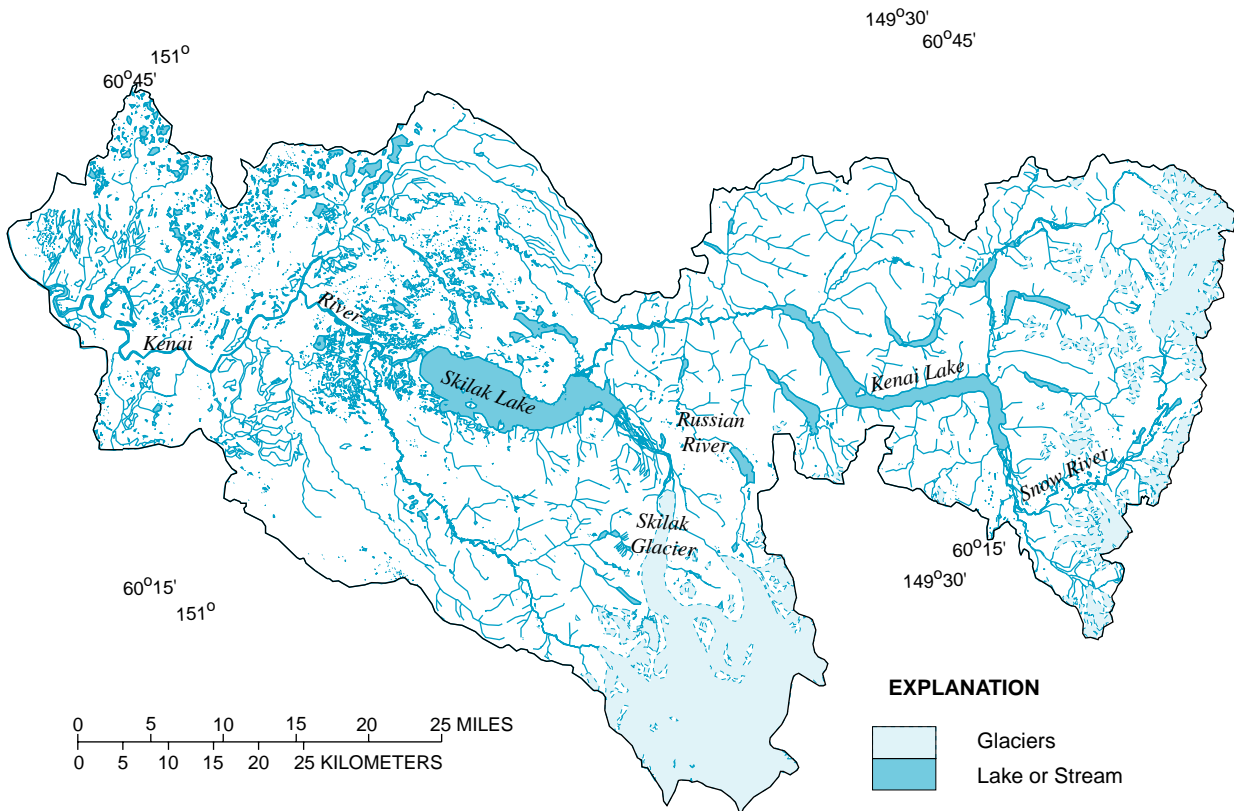 149°30'
60°45'
151°
60°45'
River
Kenai
Skilak Lake
Kenai Lake
Russian
River
Snow River
Skilak
Glacier
60°15'
149°30'
60°15'
151°
EXPLANATION
Glaciers
Lake or Stream
0 5 10 15 20 25 MILES
0 5 10 15 20 25 KILOMETERS